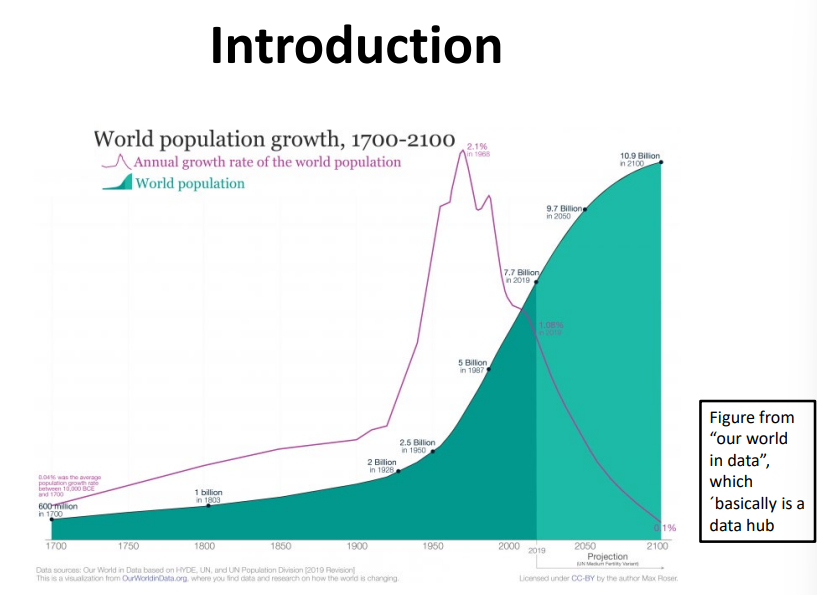 Introduction
World population growth, 1700-2100
Annual growth rate of the world population
World population
2.1%
in 1968
10.9 Billion
in 2100
9.7 Billion
in 2050
7.7 Billion
in 2019
1.08%
in 2019
5 Billion
in 1987
2.5 Billion
in 1950
2 Billion
in 1928
1 billion
in 1803
0.04% was the average
population growth rate
between 10,000 BCE
and 1700
600 million
in 1700
0.1%
1700 1750 1800 1850 1900 1950 2000 2019 2050 2100
Projection
(UN Medium Fertility Variant)
Figure from
“our world
in data”,
which
´basically is a
data hub
Data sources: Our World in Data based on HYDE, UN, and UN Population Division [2019 Revision]
This is a visualization from OurWorldinData.org, where you find data and research on how the world is changing.
Licensed under CC-BY by the author Max Roser.